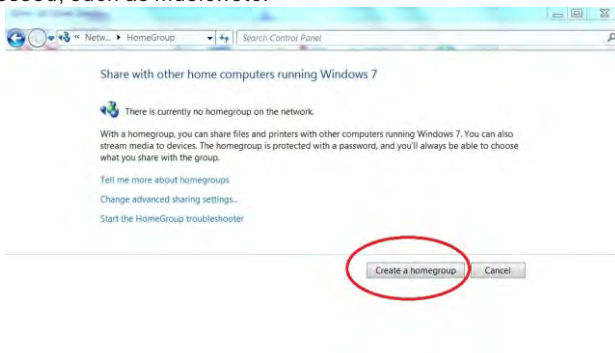 Netw... ▸ HomeGroup Search Control Panel
Share with other home computers running Windows 7
There is currently no homegroup on the network.
With a homegroup, you can share files and printers with other computers running Windows 7. You can also
stream media to devices. The homegroup is protected with a password, and you'll always be able to choose
what you share with the group.
Tell me more about homegroups
Change advanced sharing settings...
Start the HomeGroup troubleshooter
Create a homegroup Cancel